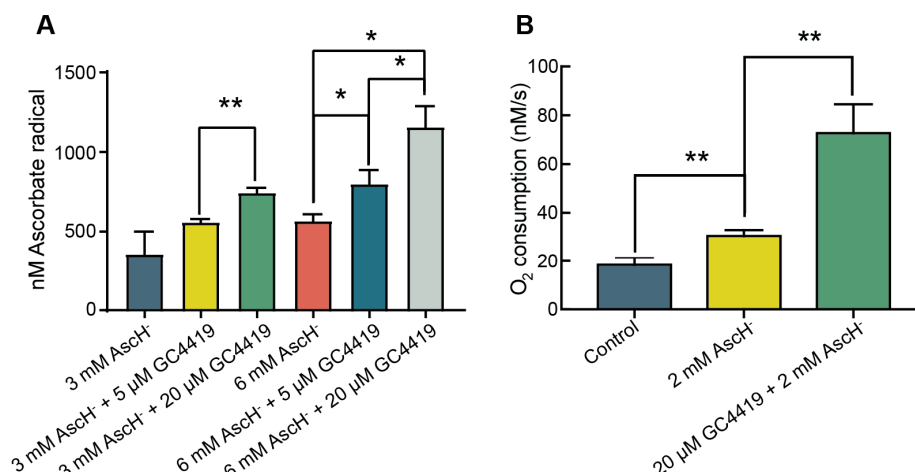 A
nM Ascorbate radical
1500
1000
500
0
**
*
*
*
3 mM AscH-
3 mM AscH- + 5 µM GC4419
3 mM AscH- + 20 µM GC4419
6 mM AscH-
6 mM AscH- + 5 µM GC4419
6 mM AscH- + 20 µM GC4419
B
O2 consumption (nM/s)
100
80
60
40
20
0
**
**
Control
2 mM AscH-
20 µM GC4419 + 2 mM AscH-